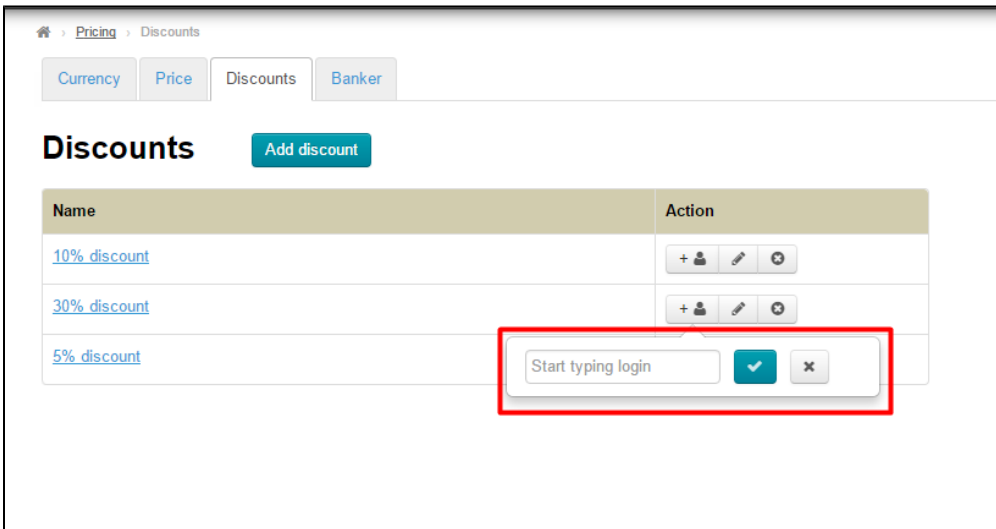 Pricing › Discounts
Currency Price Discounts Banker
Discounts Add discount
Name Action
10% discount +
30% discount +
5% discount
Start typing login